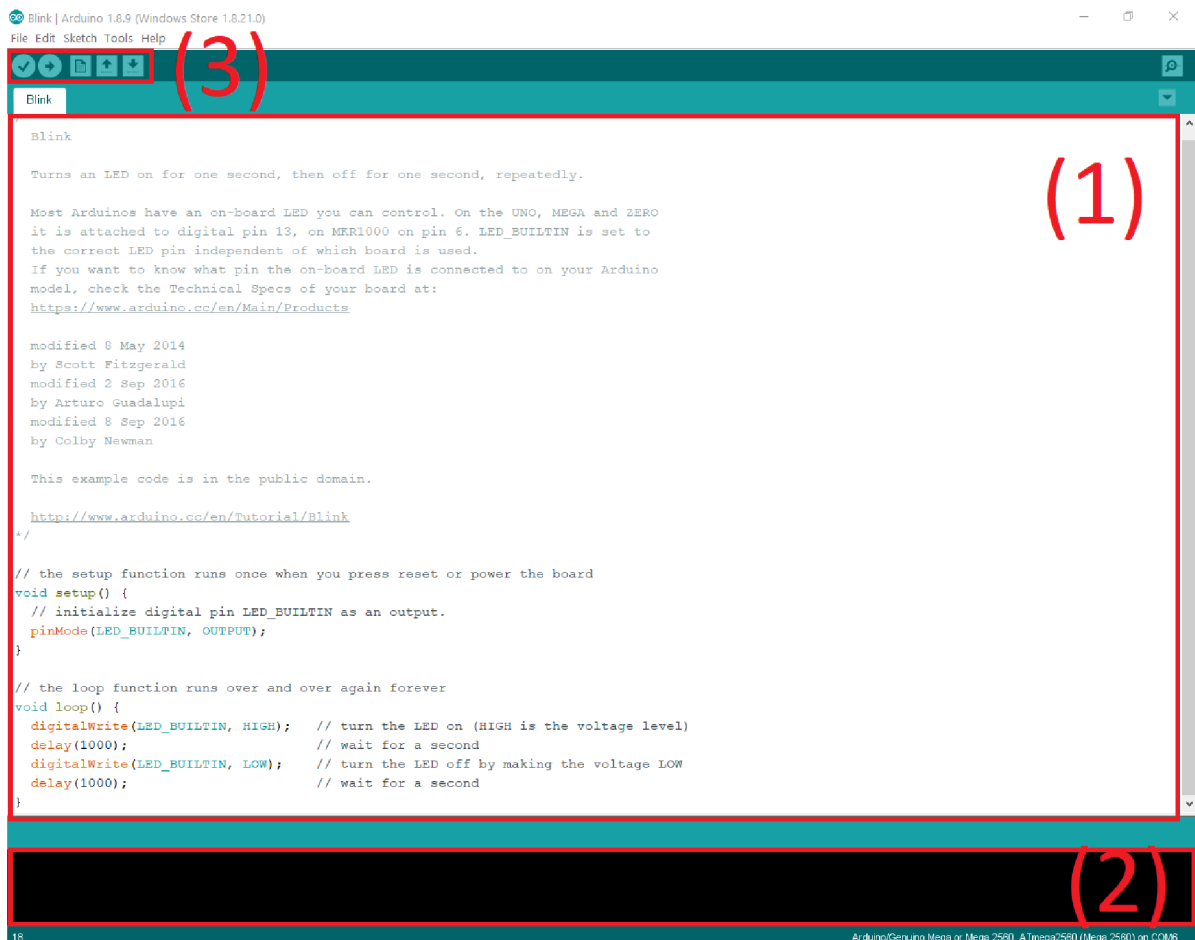 Blink | Arduino 1.8.9 (Windows Store 1.8.21.0)
File Edit Sketch Tools Help
(3)
Blink
(1)
Blink
Turns an LED on for one second, then off for one second, repeatedly.
Most Arduinos have an on-board LED you can control. On the UNO, MEGA and ZERO
it is attached to digital pin 13, on MKR1000 on pin 6. LED_BUILTIN is set to
the correct LED pin independent of which board is used.
If you want to know what pin the on-board LED is connected to on your Arduino
model, check the Technical Specs of your board at:
https://www.arduino.cc/en/Main/Products
modified 8 May 2014
by Scott Fitzgerald
modified 2 Sep 2016
by Arturo Guadalupi
modified 8 Sep 2016
by Colby Newman
This example code is in the public domain.
http://www.arduino.cc/en/Tutorial/Blink
*/
// the setup function runs once when you press reset or power the board
void setup() {
  // initialize digital pin LED_BUILTIN as an output.
  pinMode(LED_BUILTIN, OUTPUT);
}
// the loop function runs over and over again forever
void loop() {
  digitalWrite(LED_BUILTIN, HIGH);   // turn the LED on (HIGH is the voltage level)
  delay(1000);                       // wait for a second
  digitalWrite(LED_BUILTIN, LOW);    // turn the LED off by making the voltage LOW
  delay(1000);                       // wait for a second
}
(2)
18 Arduino/Genuino Mega or Mega 2560, ATmega2560 (Mega 2560) on COM6